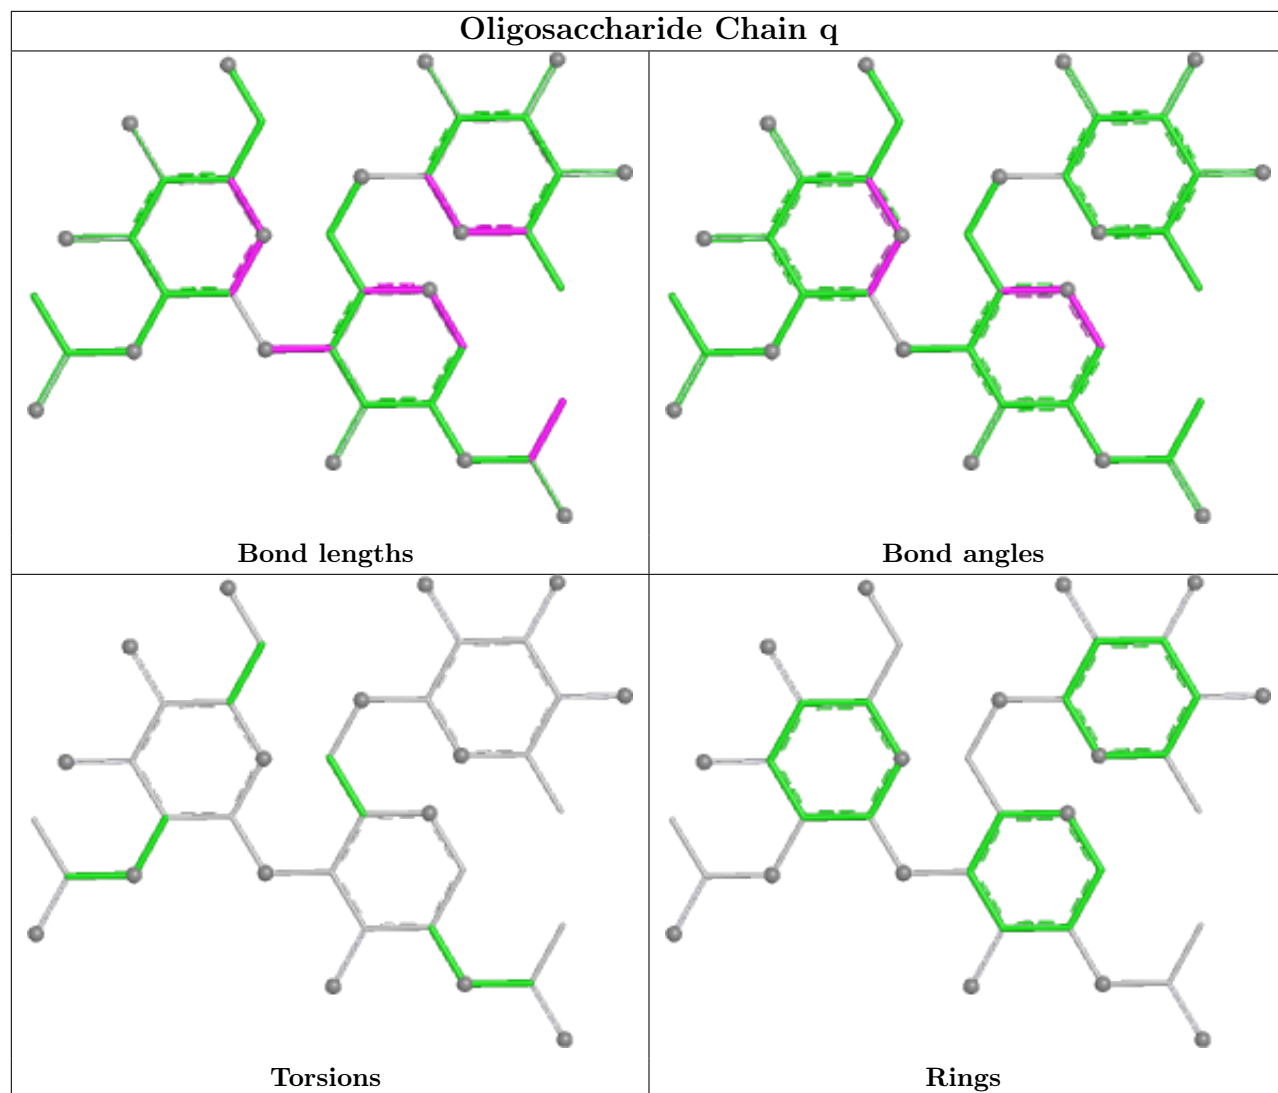 Oligosaccharide Chain q
Bond lengths
Bond angles
Torsions
Rings